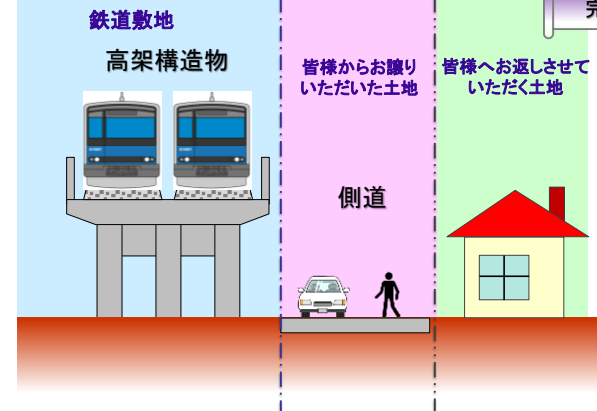 鉄道敷地
高架構造物
皆様からお譲り
いただいた土地
皆様へお返しさせて
いただく土地
側道
完